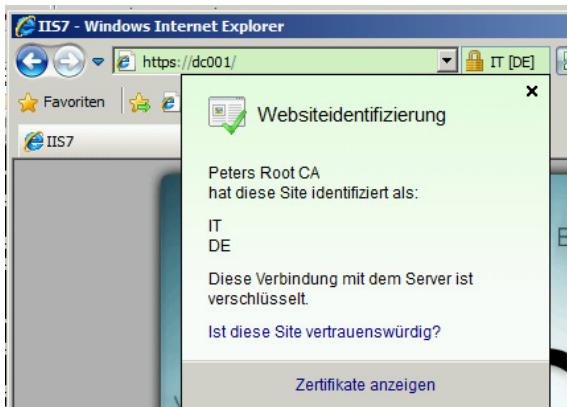 IIS7 - Windows Internet Explorer
https://dc001/
IT [DE]
Favoriten
IIS7
Websiteidentifizierung
Peters Root CA
hat diese Site identifiziert als:
IT
DE
Diese Verbindung mit dem Server ist
verschlüsselt.
Ist diese Site vertrauenswürdig?
Zertifikate anzeigen